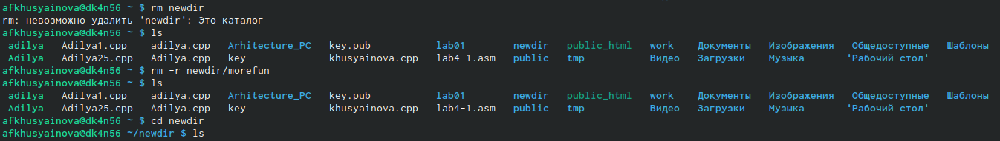 afkhusyainova@dk4n56 ~ $ rm newdir
rm: невозможно удалить 'newdir': Это каталог
afkhusyainova@dk4n56 ~ $ ls
adilya Adilya1.cpp adilya.cpp Arhitecture_PC key.pub lab01 newdir public_html work Документы Изображения Общедоступные Шаблоны
Adilya Adilya25.cpp Adilya.cpp key khusyainova.cpp lab4-1.asm public tmp Видео Загрузки Музыка 'Рабочий стол'
afkhusyainova@dk4n56 ~ $ rm -r newdir/morefun
afkhusyainova@dk4n56 ~ $ ls
adilya Adilya1.cpp adilya.cpp Arhitecture_PC key.pub lab01 newdir public_html work Документы Изображения Общедоступные Шаблоны
Adilya Adilya25.cpp Adilya.cpp key khusyainova.cpp lab4-1.asm public tmp Видео Загрузки Музыка 'Рабочий стол'
afkhusyainova@dk4n56 ~ $ cd newdir
afkhusyainova@dk4n56 ~/newdir $ ls